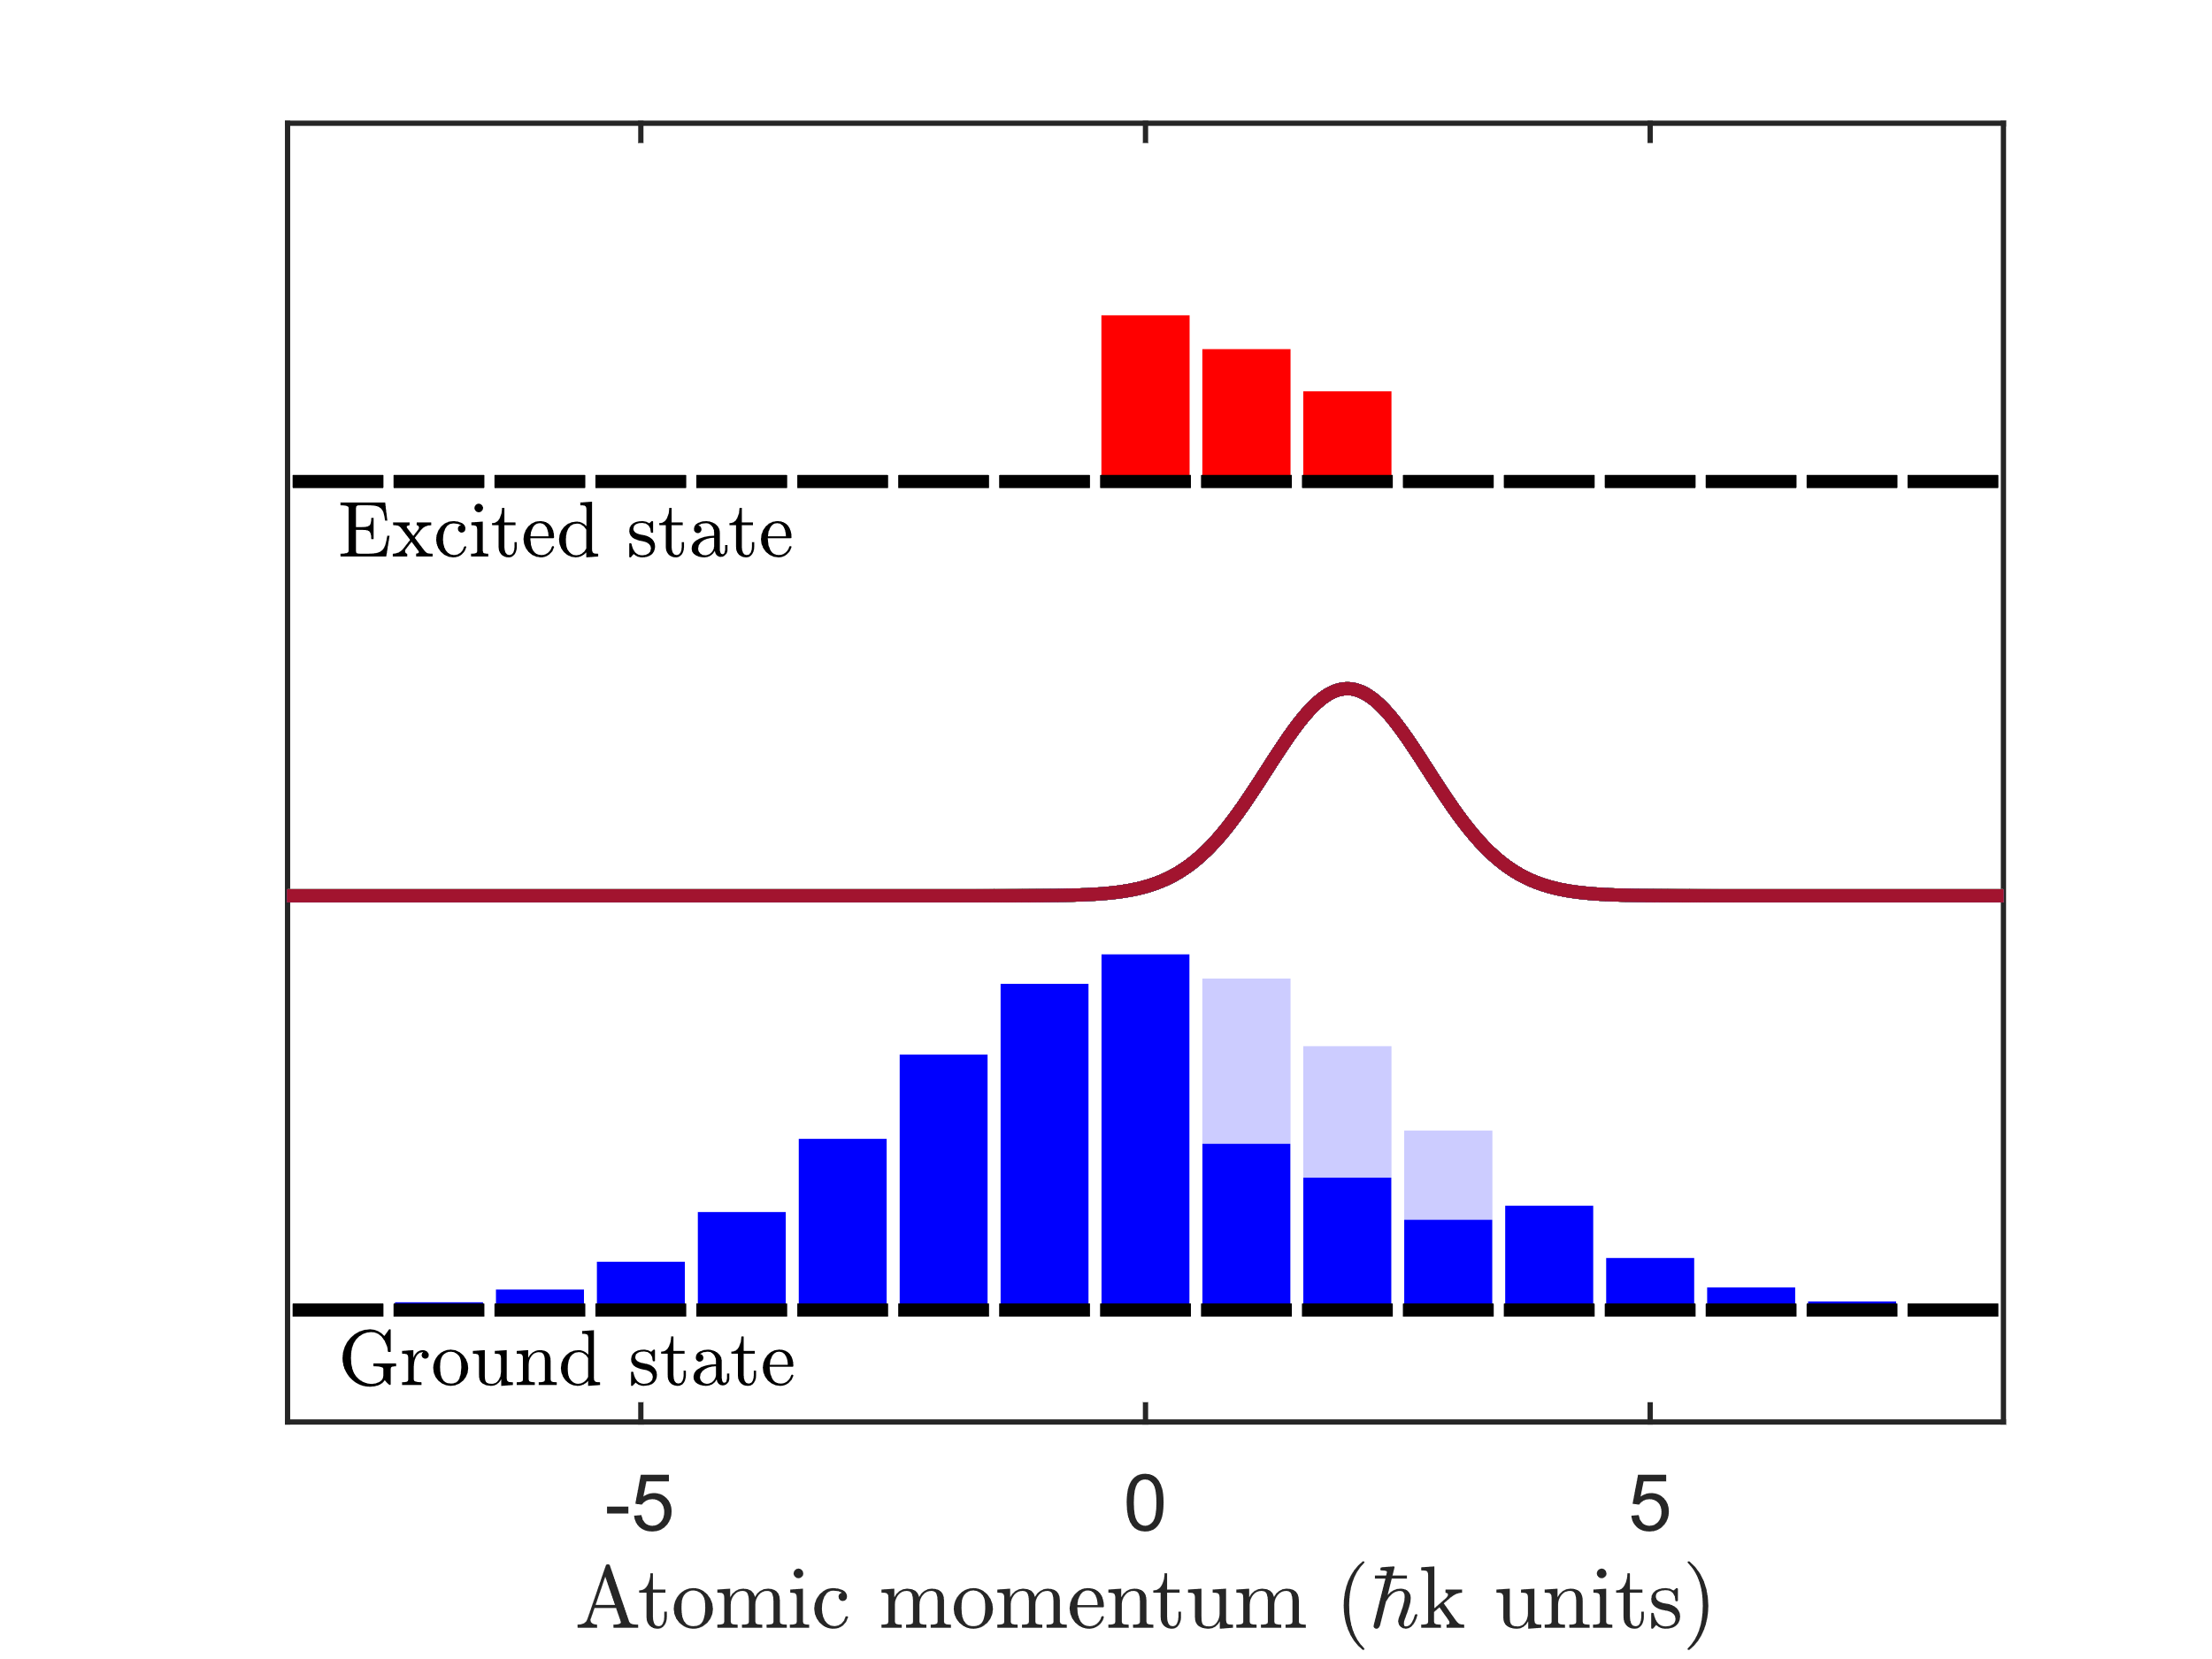 Excited state
Ground state
-5 0 5
Atomic momentum (ℏk units)